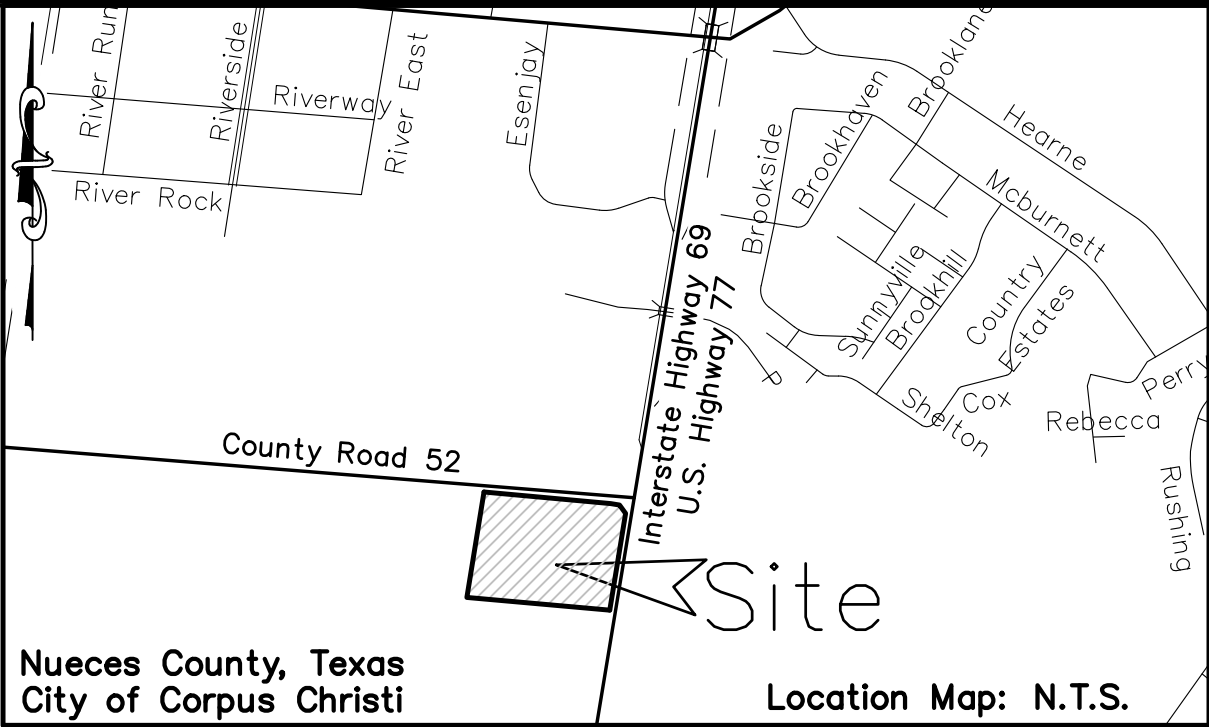 River Run
Riverside
Riverway
River East
River Rock
Esenjay
Brookside
Brookhaven
Brooklane
Hearne
Mcburnett
Sunnyville
Brookhill
Country
Estates
Shelton
Cox
Rebecca
Perry
Rushing
P
Interstate Highway 69
U.S. Highway 77
County Road 52
Site
Nueces County, Texas
City of Corpus Christi
Location Map: N.T.S.